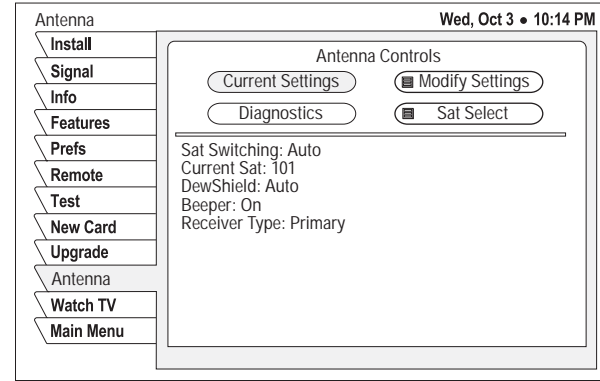 Antenna
Wed, Oct 3 ● 10:14 PM
Install
Signal
Info
Features
Prefs
Remote
Test
New Card
Upgrade
Antenna
Watch TV
Main Menu
Antenna Controls
Current Settings
Modify Settings
Diagnostics
Sat Select
Sat Switching: Auto
Current Sat: 101
DewShield: Auto
Beeper: On
Receiver Type: Primary